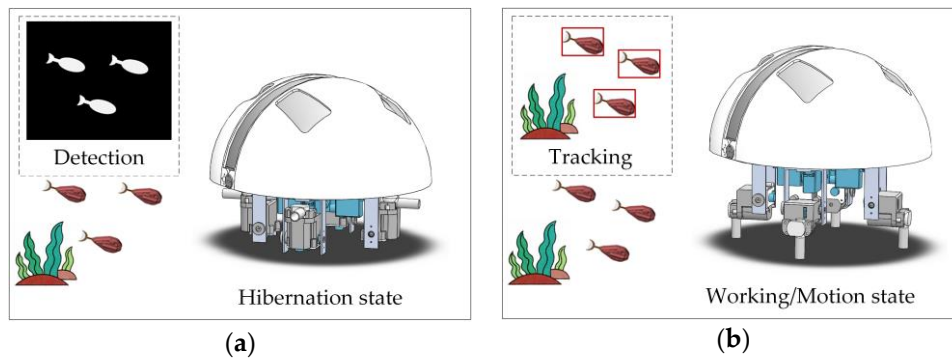 Detection
Hibernation state
(a)
Tracking
Working/Motion state
(b)